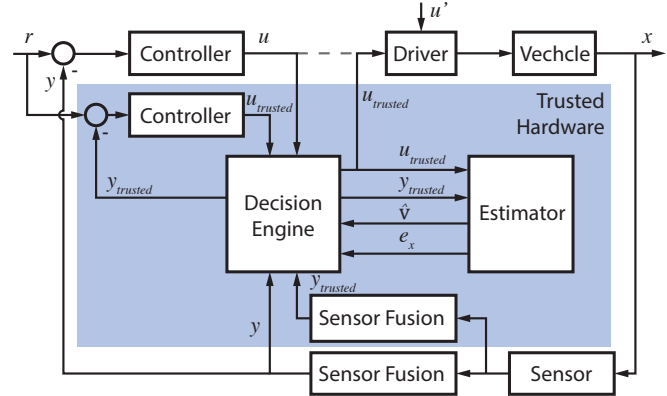 u'
r
Controller
u
Driver
Vechcle
x
y
-
Controller
u_trusted
u_trusted
Trusted
Hardware
-
y_trusted
Decision
Engine
u_trusted
y_trusted
v̂
e_x
Estimator
y_trusted
y
Sensor Fusion
Sensor Fusion
Sensor